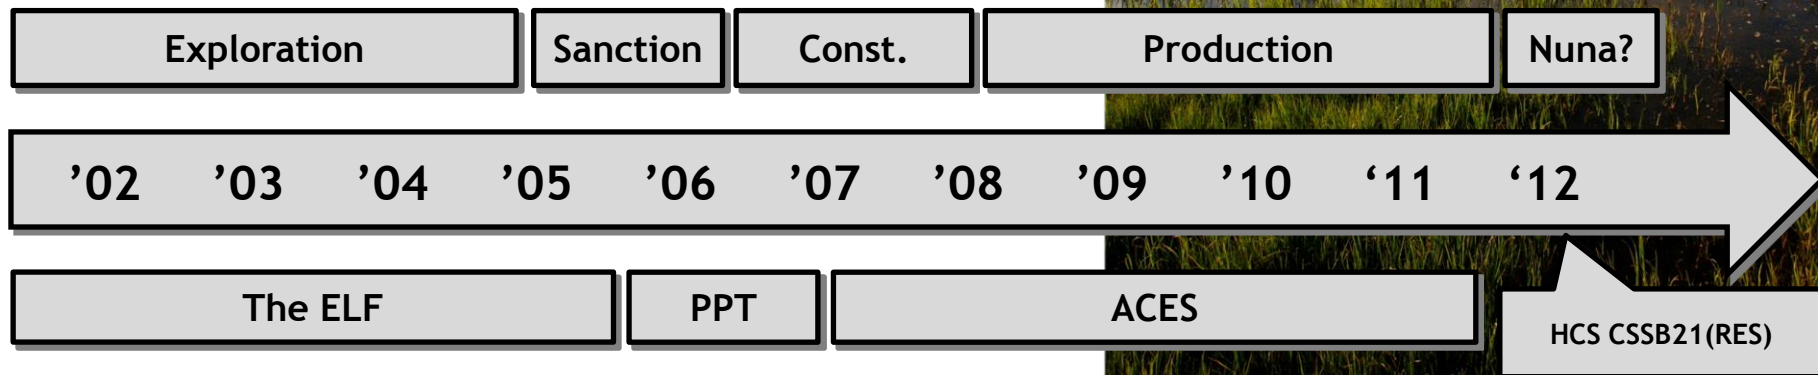 Exploration Sanction Const. Production Nuna?
’02 ’03 ’04 ’05 ’06 ’07 ’08 ’09 ’10 ‘11 ‘12
The ELF PPT ACES
HCS CSSB21(RES)